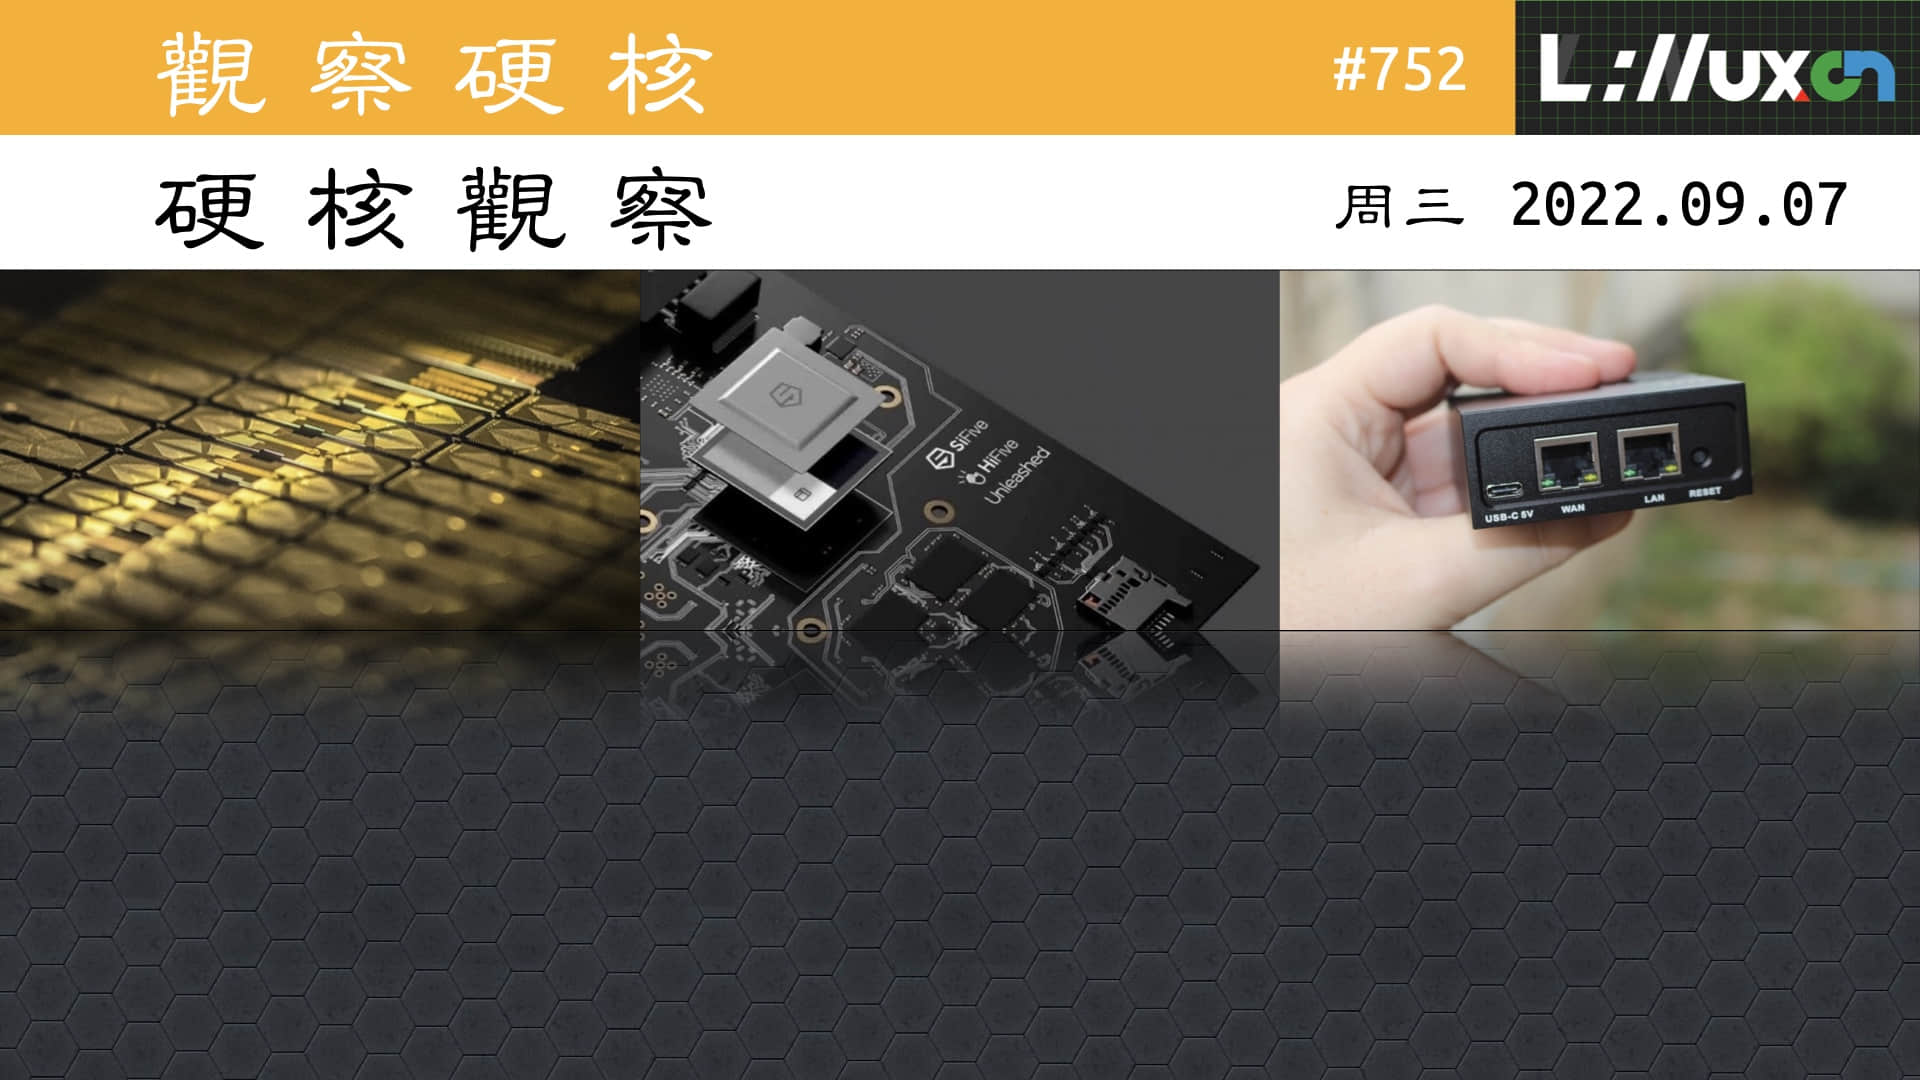 觀察硬核
#752
L://uxcn
硬核觀察
周三 2022.09.07
SiFive
HiFive
Unleashed
USB-C 5V WAN LAN RESET